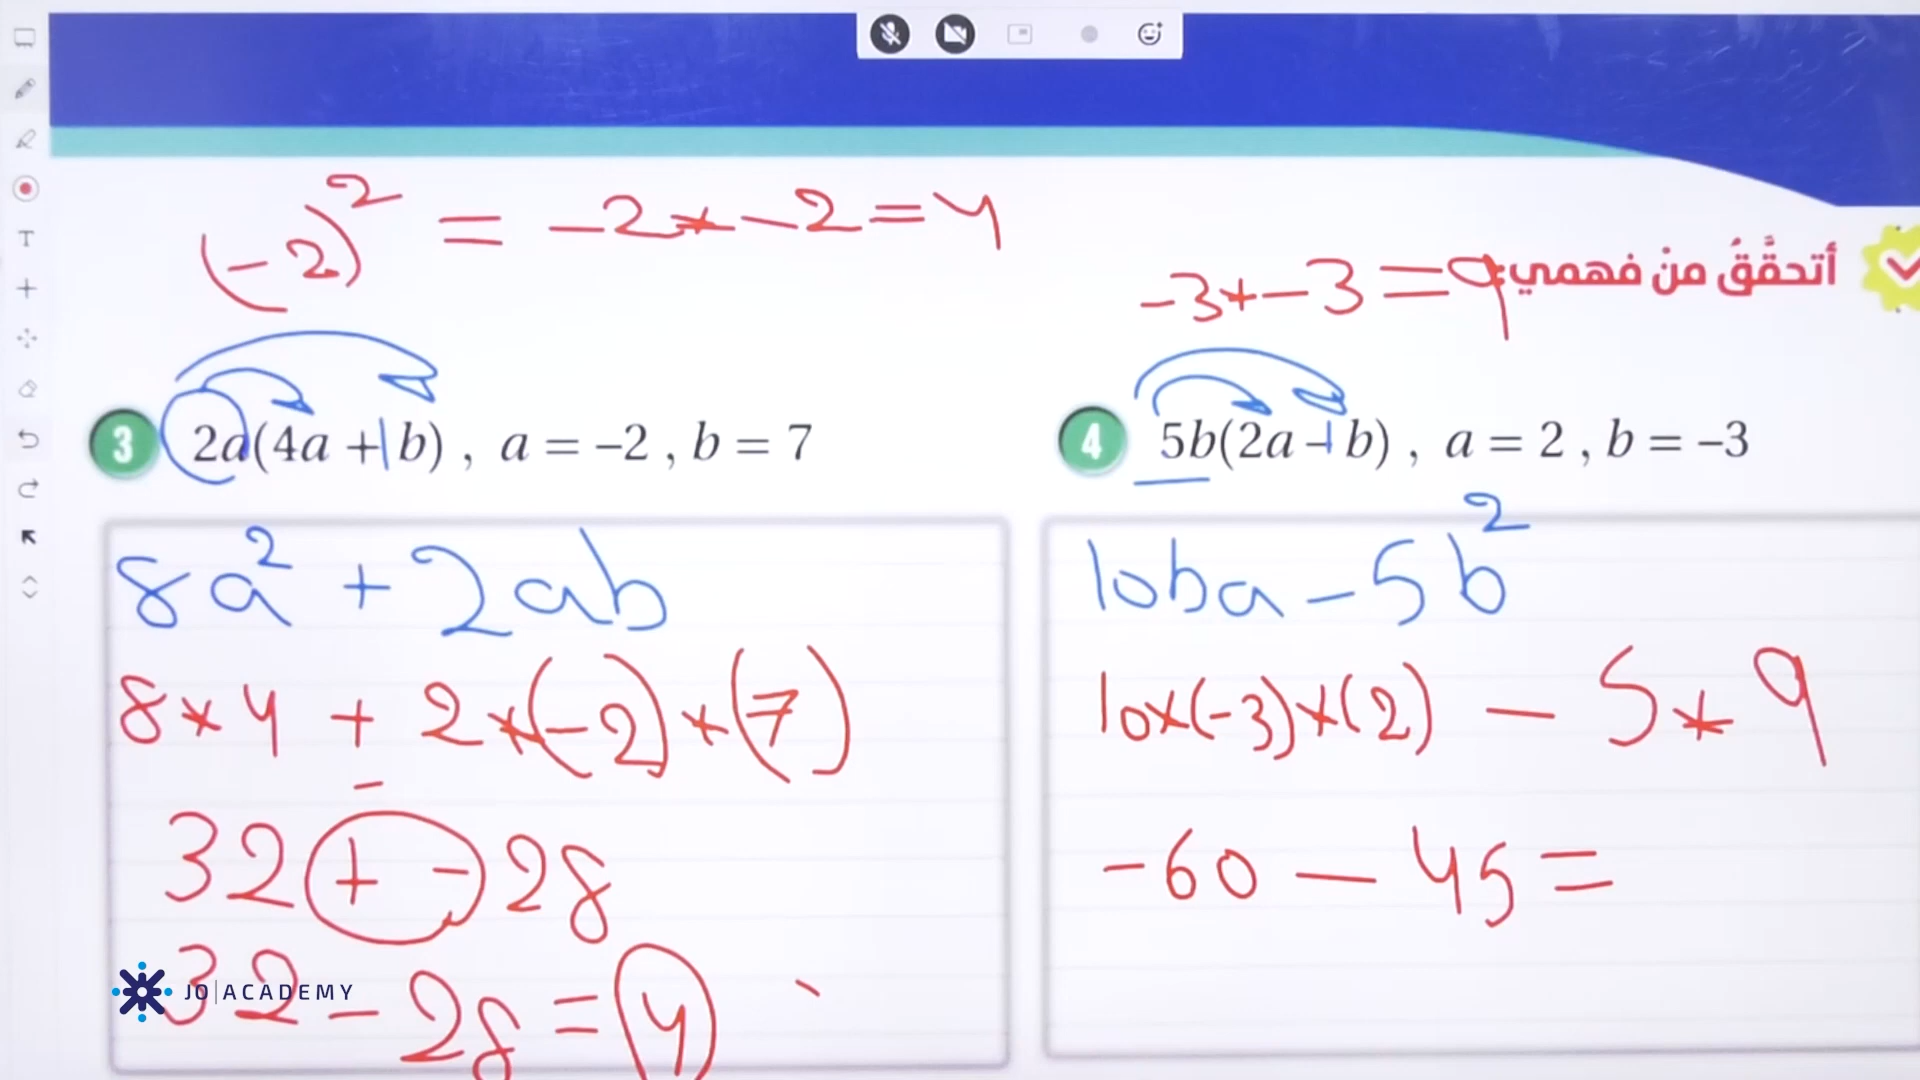 (-2)² = -2*-2=4
-3*-3=9
أتحقَّقُ من فهمي:
3 2a(4a + b) , a = –2 , b = 7
8a² + 2ab
8*4 + 2*(-2)*(7)
-
32 + - 28
32 - 28 = 4
4 5b(2a – b) , a = 2 , b = –3
10ba - 5b²
10*(-3)*(2) - 5*9
-60 - 45 =
JO|ACADEMY
T